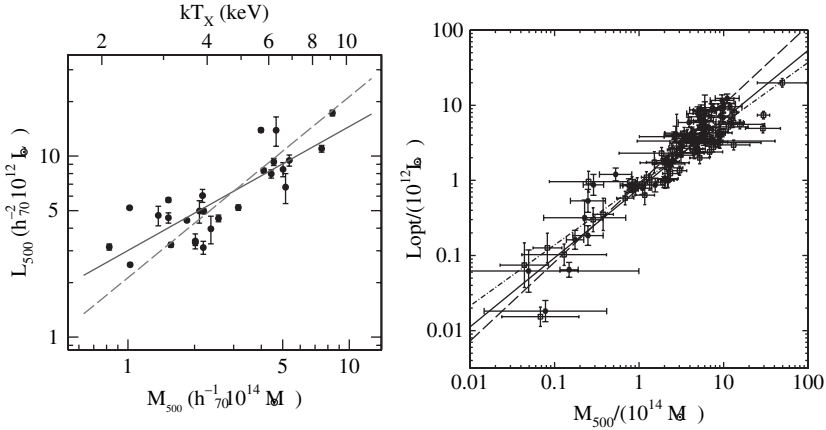 kT_X (keV)
2 4 6 8 10
L_500 (h_70^-2 10^12 L_⊙)
10
5
1
1 5 10
M_500 (h_70^-1 10^14 M_⊙)
Lopt/(10^12 L_⊙)
100
10
1
0.1
0.01
0.01 0.1 1 10 100
M_500/(10^14 M_⊙)